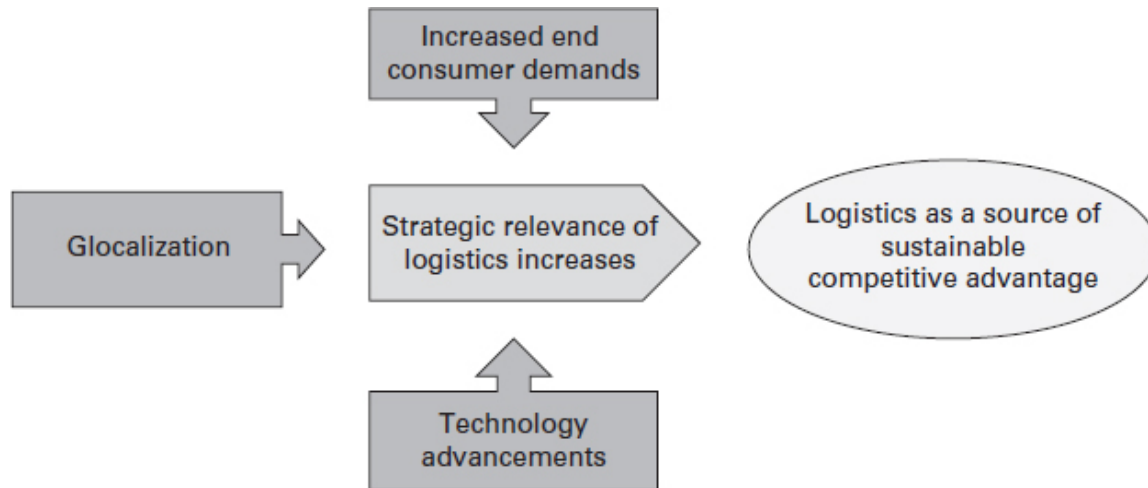 Increased end
consumer demands
Glocalization
Strategic relevance of
logistics increases
Logistics as a source of
sustainable
competitive advantage
Technology
advancements